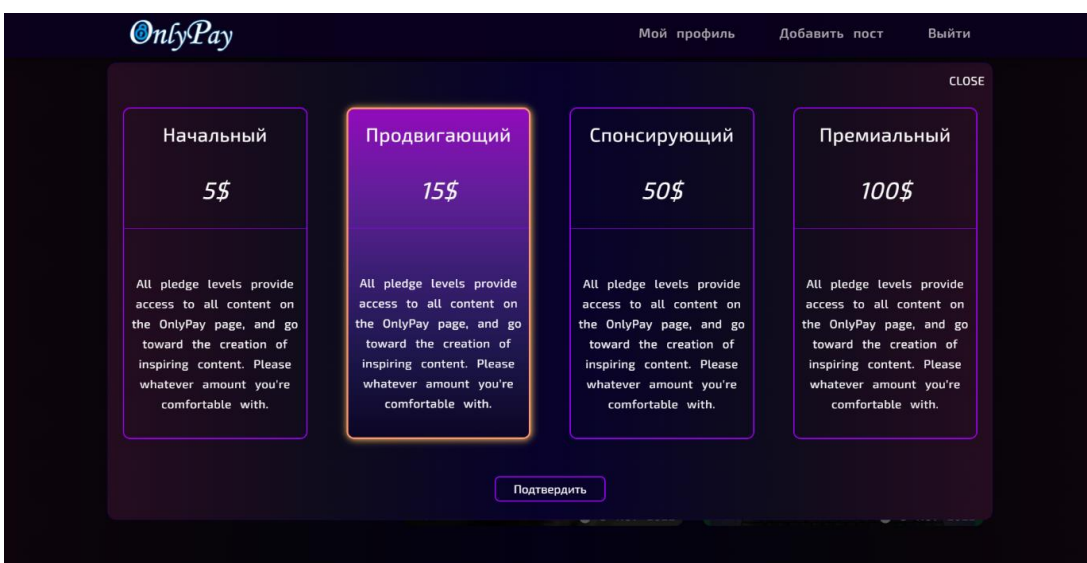 OnlyPay
Мой профиль
Добавить пост
Выйти
CLOSE
Начальный
5$
All pledge levels provide
access to all content on
the OnlyPay page, and go
toward the creation of
inspiring content. Please
whatever amount you're
comfortable with.
Продвигающий
15$
All pledge levels provide
access to all content on
the OnlyPay page, and go
toward the creation of
inspiring content. Please
whatever amount you're
comfortable with.
Спонсирующий
50$
All pledge levels provide
access to all content on
the OnlyPay page, and go
toward the creation of
inspiring content. Please
whatever amount you're
comfortable with.
Премиальный
100$
All pledge levels provide
access to all content on
the OnlyPay page, and go
toward the creation of
inspiring content. Please
whatever amount you're
comfortable with.
Подтвердить